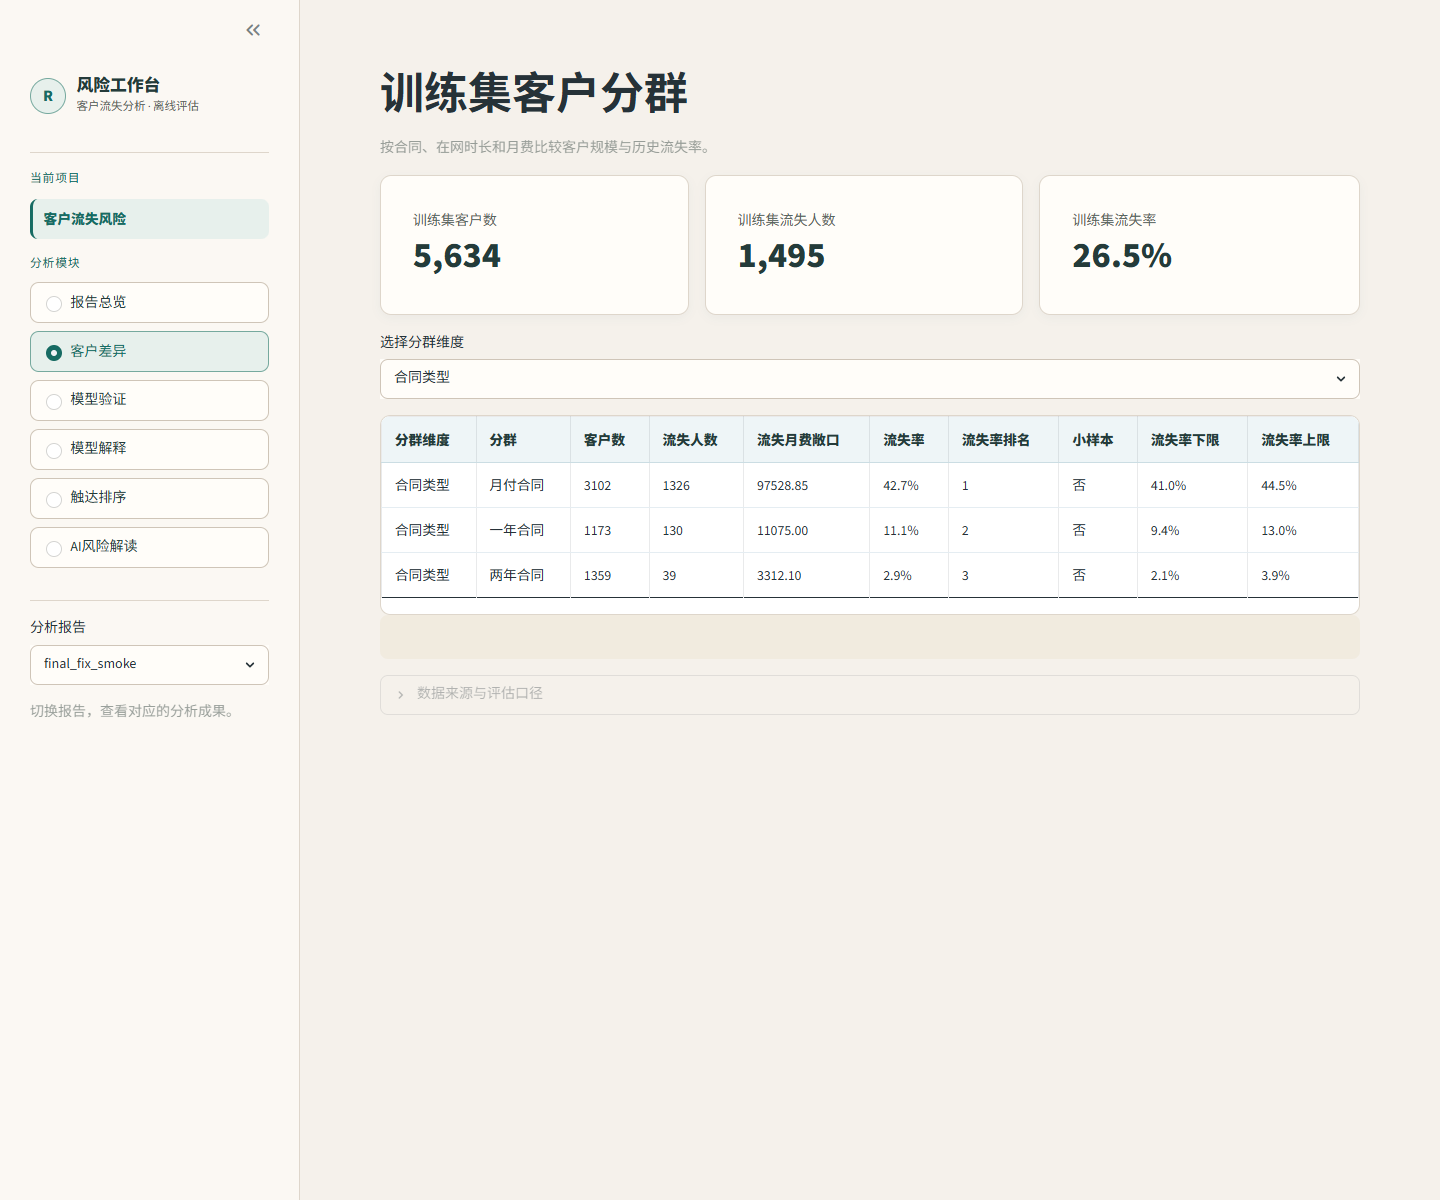 R
风险工作台
客户流失分析 · 离线评估
当前项目
客户流失风险
分析模块
报告总览
客户差异
模型验证
模型解释
触达排序
AI风险解读
分析报告
final_fix_smoke
切换报告，查看对应的分析成果。
训练集客户分群
按合同、在网时长和月费比较客户规模与历史流失率。
训练集客户数
5,634
训练集流失人数
1,495
训练集流失率
26.5%
选择分群维度
合同类型
分群维度 分群 客户数 流失人数 流失月费敞口 流失率 流失率排名 小样本 流失率下限 流失率上限
合同类型 月付合同 3102 1326 97528.85 42.7% 1 否 41.0% 44.5%
合同类型 一年合同 1173 130 11075.00 11.1% 2 否 9.4% 13.0%
合同类型 两年合同 1359 39 3312.10 2.9% 3 否 2.1% 3.9%
数据来源与评估口径